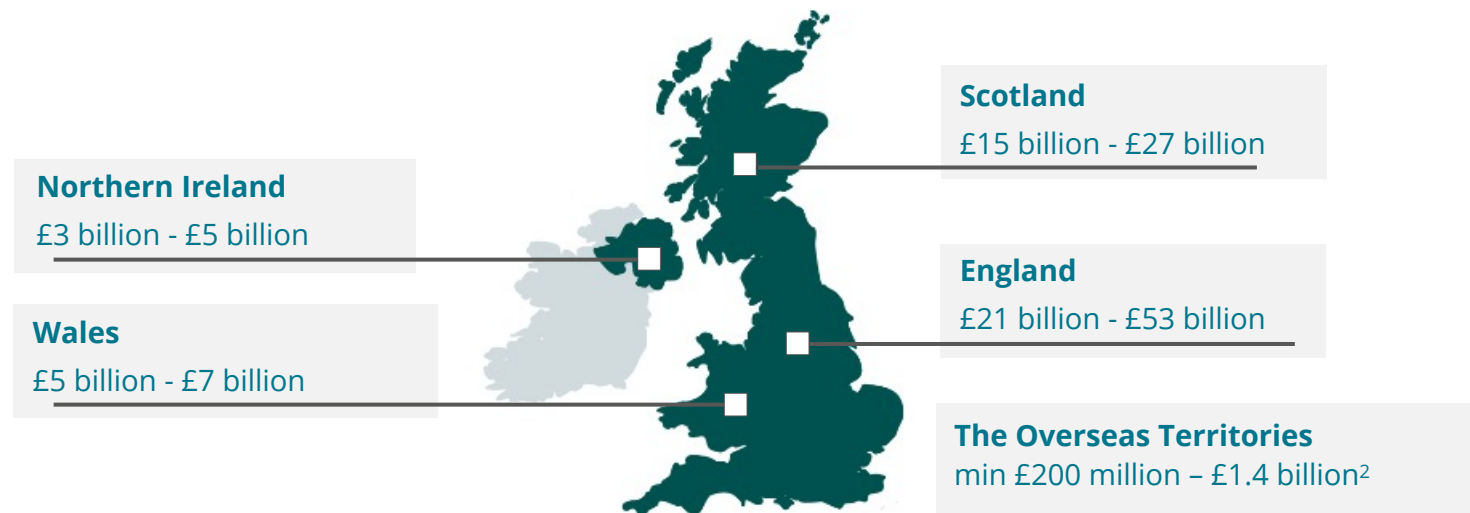 Scotland
£15 billion - £27 billion
Northern Ireland
£3 billion - £5 billion
England
£21 billion - £53 billion
Wales
£5 billion - £7 billion
The Overseas Territories
min £200 million – £1.4 billion²